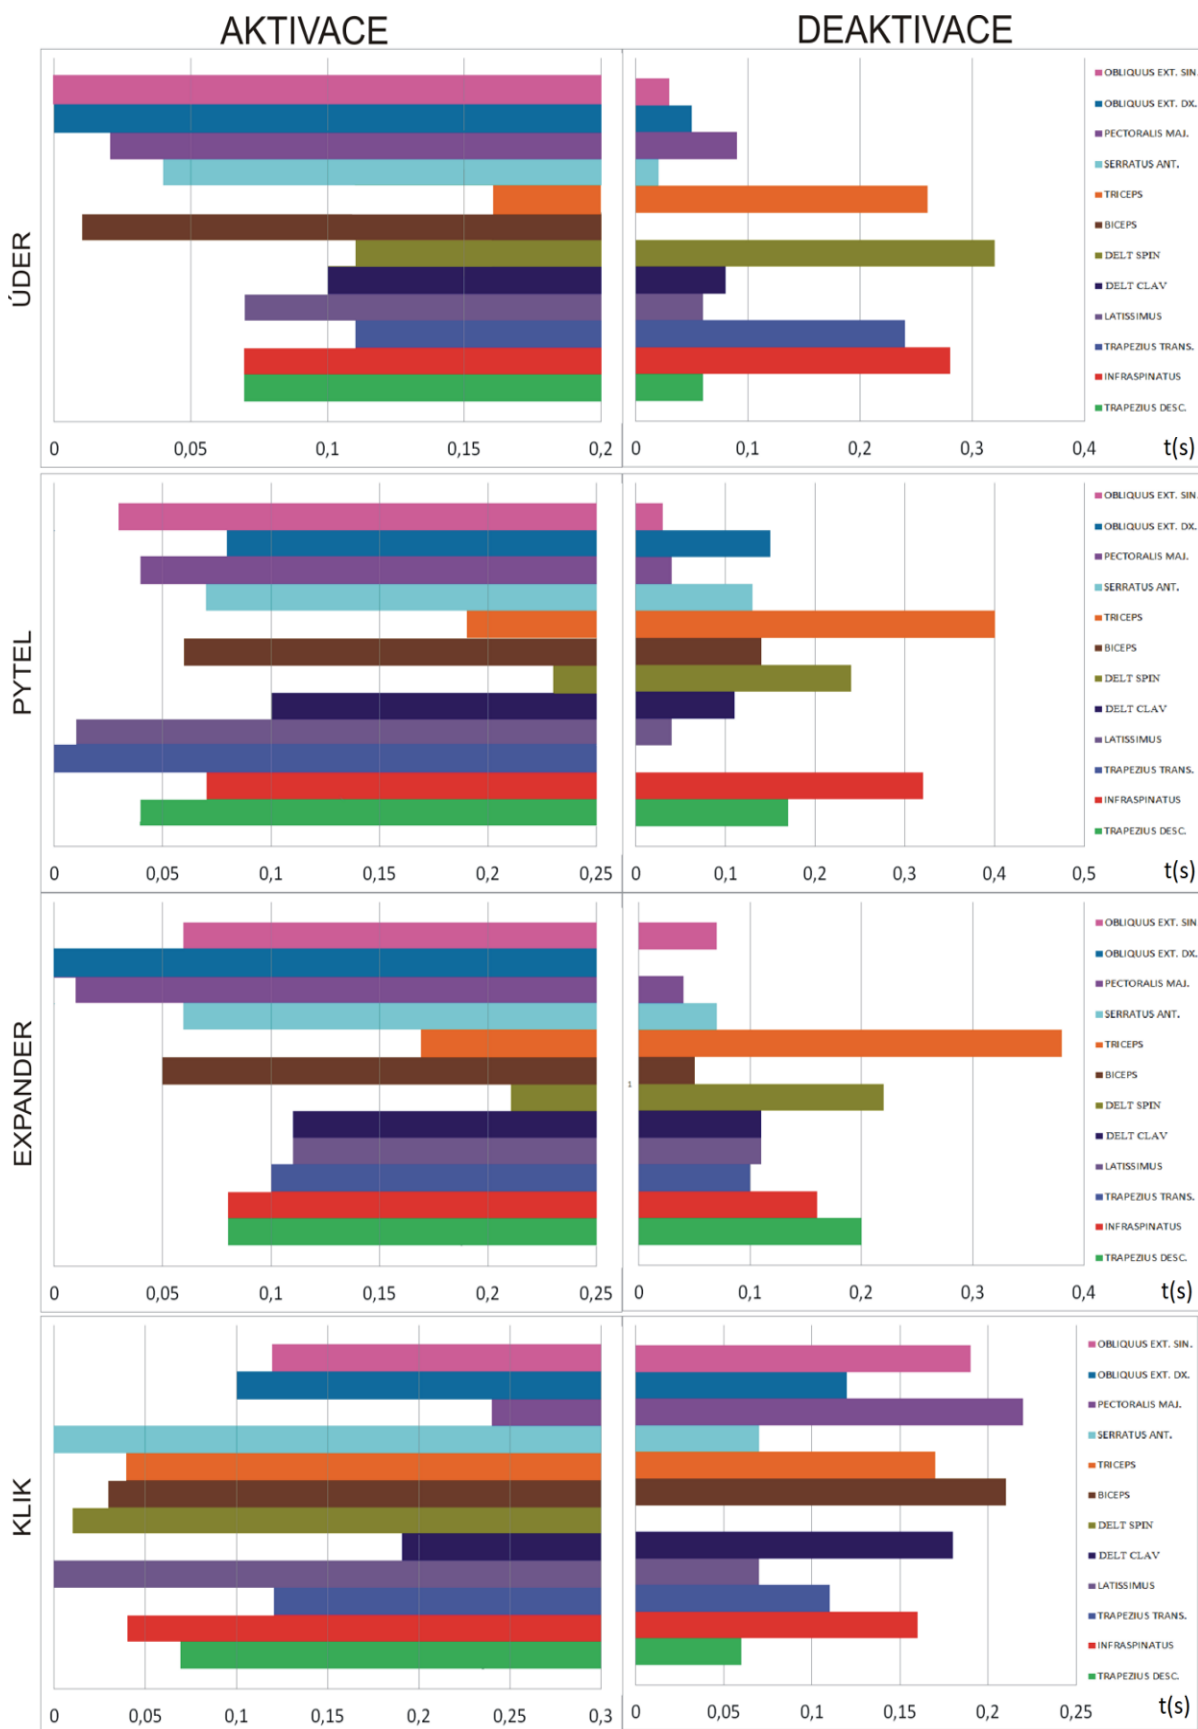 AKTIVACE DEAKTIVACE
ÚDER
OBLIQUUS EXT. SIN.
OBLIQUUS EXT. DX.
PECTORALIS MAJ.
SERRATUS ANT.
TRICEPS
BICEPS
DELT SPIN
DELT CLAV
LATISSIMUS
TRAPEZIUS TRANS.
INFRASPINATUS
TRAPEZIUS DESC.
0 0,05 0,1 0,15 0,2
0 0,1 0,2 0,3 0,4 t(s)
PYTEL
OBLIQUUS EXT. SIN.
OBLIQUUS EXT. DX.
PECTORALIS MAJ.
SERRATUS ANT.
TRICEPS
BICEPS
DELT SPIN
DELT CLAV
LATISSIMUS
TRAPEZIUS TRANS.
INFRASPINATUS
TRAPEZIUS DESC.
0 0,05 0,1 0,15 0,2 0,25
0 0,1 0,2 0,3 0,4 0,5 t(s)
EXPANDER
1
OBLIQUUS EXT. SIN
OBLIQUUS EXT. DX.
PECTORALIS MAJ.
SERRATUS ANT.
TRICEPS
BICEPS
DELT SPIN
DELT CLAV
LATISSIMUS
TRAPEZIUS TRANS.
INFRASPINATUS
TRAPEZIUS DESC.
0 0,05 0,1 0,15 0,2 0,25
0 0,1 0,2 0,3 0,4 t(s)
KLIK
OBLIQUUS EXT. SIN.
OBLIQUUS EXT. DX.
PECTORALIS MAJ.
SERRATUS ANT.
TRICEPS
BICEPS
DELT SPIN
DELT CLAV
LATISSIMUS
TRAPEZIUS TRANS.
INFRASPINATUS
TRAPEZIUS DESC.
0 0,05 0,1 0,15 0,2 0,25 0,3
0 0,05 0,1 0,15 0,2 0,25 t(s)